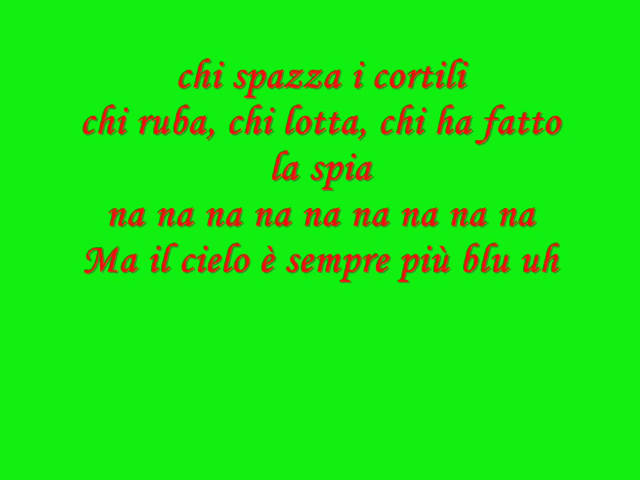 chi spazza i cortili
chi ruba, chi lotta, chi ha fatto
la spia
na na na na na na na na na
Ma il cielo è sempre più blu uh